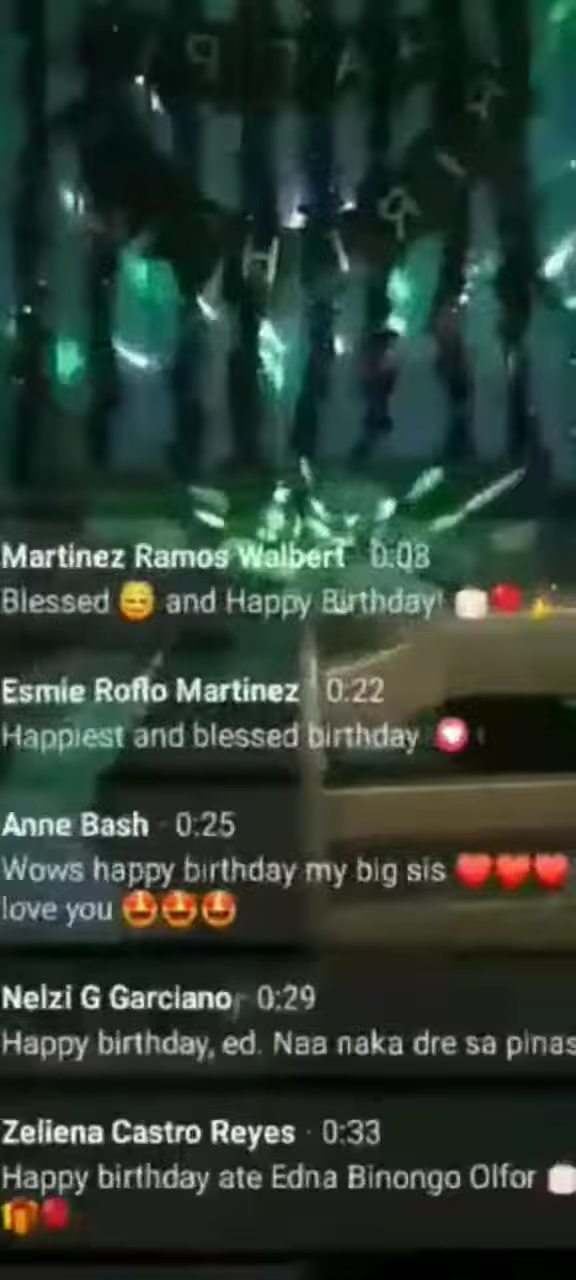 Martinez Ramos Walbert 0:08
Blessed 😅 and Happy Birthday!
Esmie Roflo Martinez 0:22
Happiest and blessed birthday
Anne Bash · 0:25
Wows happy birthday my big sis ❤️❤️❤️
love you 🤩🤩🤩
Nelzi G Garciano 0:29
Happy birthday, ed. Naa naka dre sa pinas
Zeliena Castro Reyes · 0:33
Happy birthday ate Edna Binongo Olfor
🎁🎈